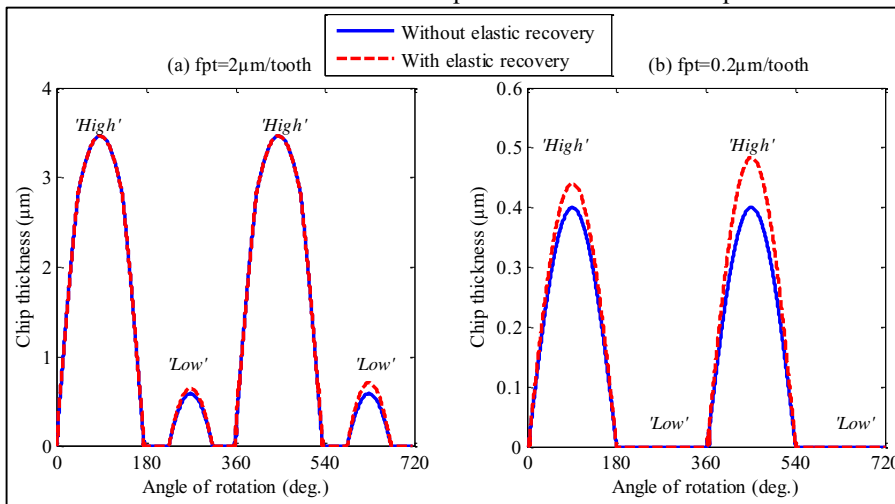 Without elastic recovery
With elastic recovery
(a) fpt=2µm/tooth
(b) fpt=0.2µm/tooth
4
3
2
1
0
Chip thickness (µm)
'High'
'High'
'Low'
'Low'
0 180 360 540 720
Angle of rotation (deg.)
0.6
0.5
0.4
0.3
0.2
0.1
0
Chip thickness (µm)
'High'
'High'
'Low'
'Low'
0 180 360 540 720
Angle of rotation (deg.)